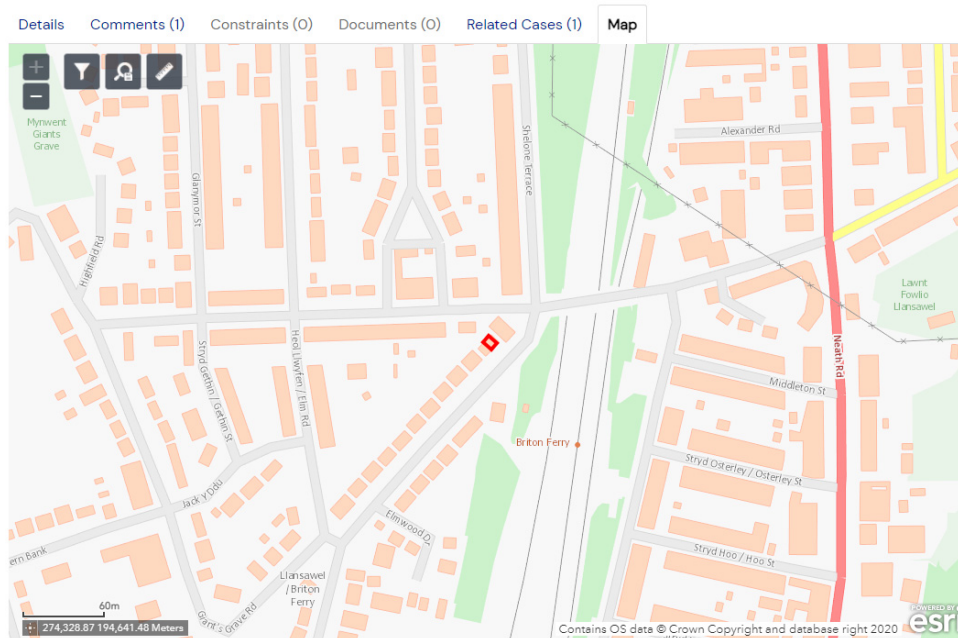 Details Comments (1) Constraints (0) Documents (0) Related Cases (1) Map
+
−
Mynwent
Giants
Grave
Glanymor St
Shelone Terrace
Alexander Rd
Highfield Rd
Lawnt
Fowlio
Llansawel
Stryd Gethin / Gethin St
Heol Llwyfen / Elm Rd
Neath Rd
Middleton St
Briton Ferry
Stryd Osterley / Osterley St
Jack y Ddu
Elmwood D
ern Bank
Stryd Hoo / Hoo St
Llansawel
/ Briton
Ferry
Grant's Grave Rd
60m
274,328.87 194,641.48 Meters
Contains OS data © Crown Copyright and database right 2020
POWERED BY
esri